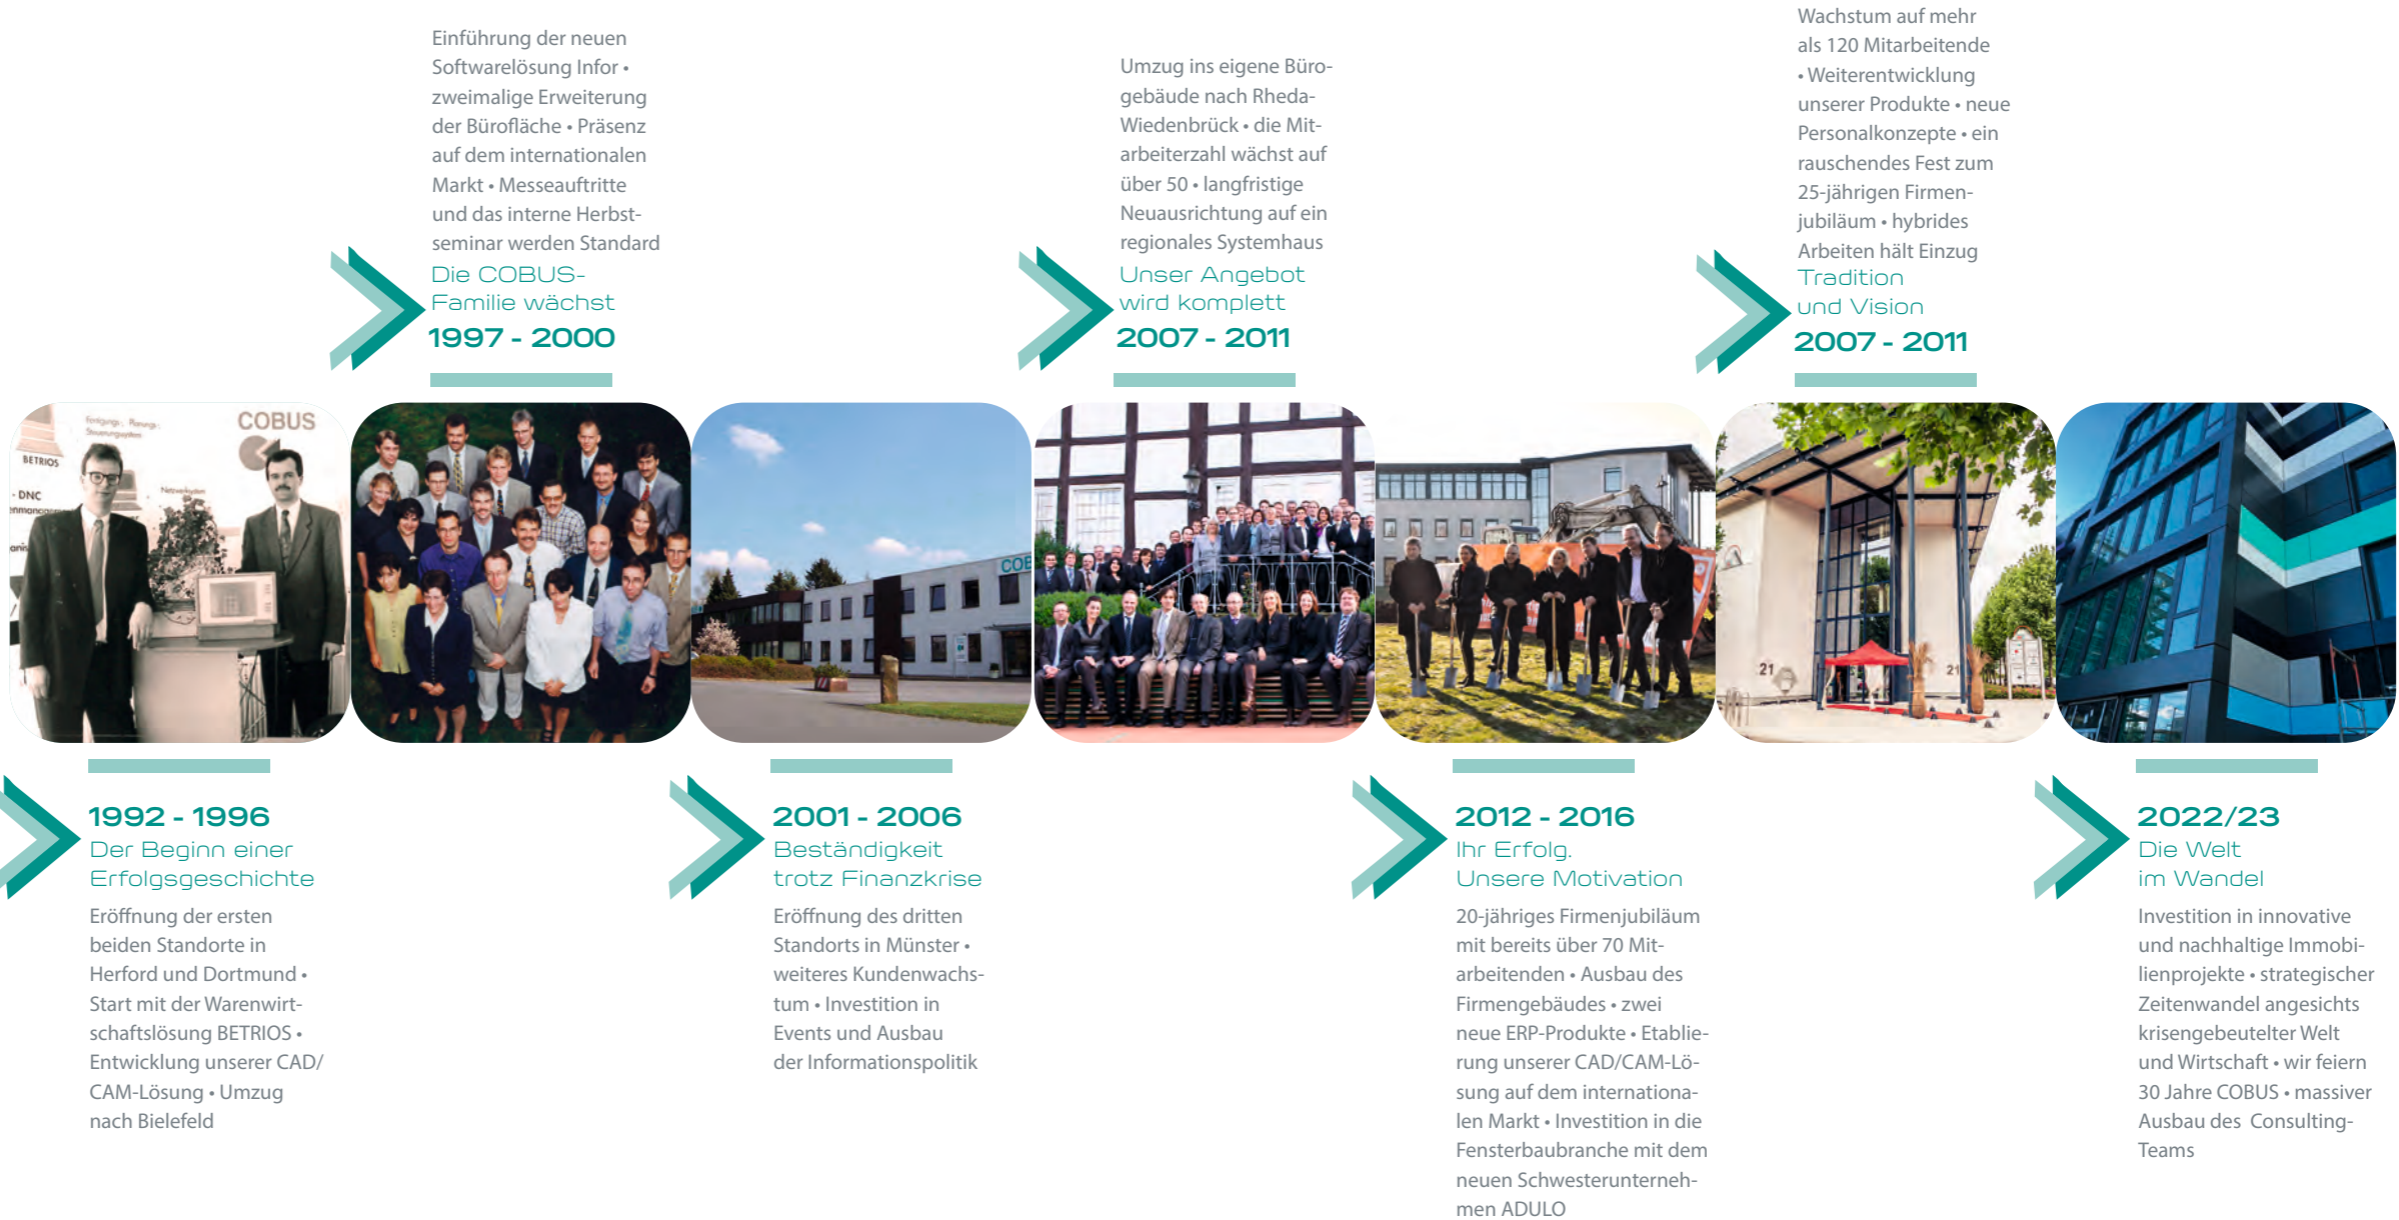 Einführung der neuen
Softwarelösung Infor •
zweimalige Erweiterung
der Bürofläche • Präsenz
auf dem internationalen
Markt • Messeauftritte
und das interne Herbst-
seminar werden Standard
Die COBUS-
Familie wächst
1997 - 2000
Umzug ins eigene Büro-
gebäude nach Rheda-
Wiedenbrück • die Mit-
arbeiterzahl wächst auf
über 50 • langfristige
Neuausrichtung auf ein
regionales Systemhaus
Unser Angebot
wird komplett
2007 - 2011
Wachstum auf mehr
als 120 Mitarbeitende
• Weiterentwicklung
unserer Produkte • neue
Personalkonzepte • ein
rauschendes Fest zum
25-jährigen Firmen-
jubiläum • hybrides
Arbeiten hält Einzug
Tradition
und Vision
2007 - 2011
Fertigungs-, Planungs-,
Steuerungssystem
COBUS
BETRIOS
- DNC
Netzwerksystem
COB
21
21
1992 - 1996
Der Beginn einer
Erfolgsgeschichte
Eröffnung der ersten
beiden Standorte in
Herford und Dortmund •
Start mit der Warenwirt-
schaftslösung BETRIOS •
Entwicklung unserer CAD/
CAM-Lösung • Umzug
nach Bielefeld
2001 - 2006
Beständigkeit
trotz Finanzkrise
Eröffnung des dritten
Standorts in Münster •
weiteres Kundenwachs-
tum • Investition in
Events und Ausbau
der Informationspolitik
2012 - 2016
Ihr Erfolg.
Unsere Motivation
20-jähriges Firmenjubiläum
mit bereits über 70 Mit-
arbeitenden • Ausbau des
Firmengebäudes • zwei
neue ERP-Produkte • Etablie-
rung unserer CAD/CAM-Lö-
sung auf dem internationa-
len Markt • Investition in die
Fensterbaubranche mit dem
neuen Schwesterunterneh-
men ADULO
2022/23
Die Welt
im Wandel
Investition in innovative
und nachhaltige Immobi-
lienprojekte • strategischer
Zeitenwandel angesichts
krisengebeutelter Welt
und Wirtschaft • wir feiern
30 Jahre COBUS • massiver
Ausbau des Consulting-
Teams